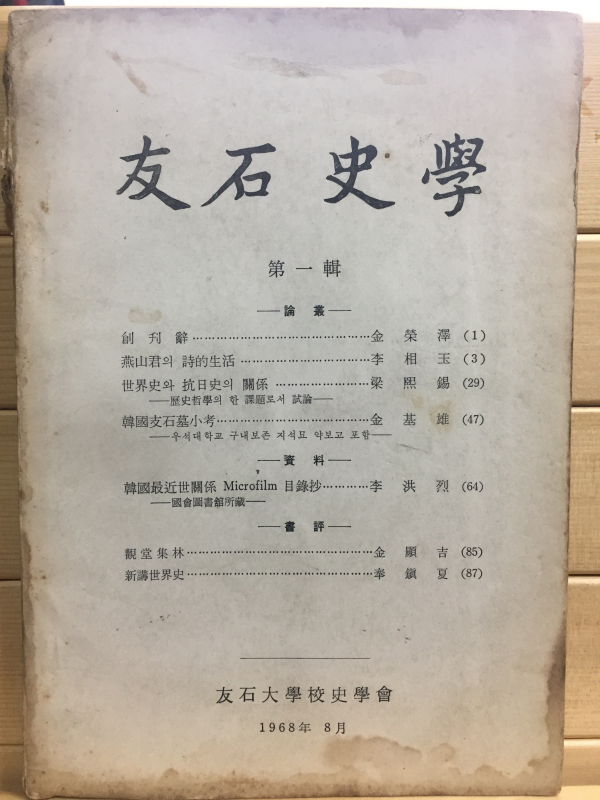 友石史學
第一輯
——論叢——
創刊辭……………………………………金榮澤 (1)
燕山君의 詩的生活……………………………李相玉 (3)
世界史와 抗日史의 關係……………………梁熙錫 (29)
——歷史哲學의 한 課題로서 試論——
韓國支石墓小考………………………………金基雄 (47)
——우석대학교 구내보존 지석묘 약보고 포함——
——資料——
韓國最近世關係 Microfilm 目錄抄…………李洪烈 (64)
——國會圖書舘所藏——
——書評——
觀堂集林………………………………………金顯吉 (85)
新講世界史……………………………………奉鎭夏 (87)
友石大學校史學會
1968年 8月